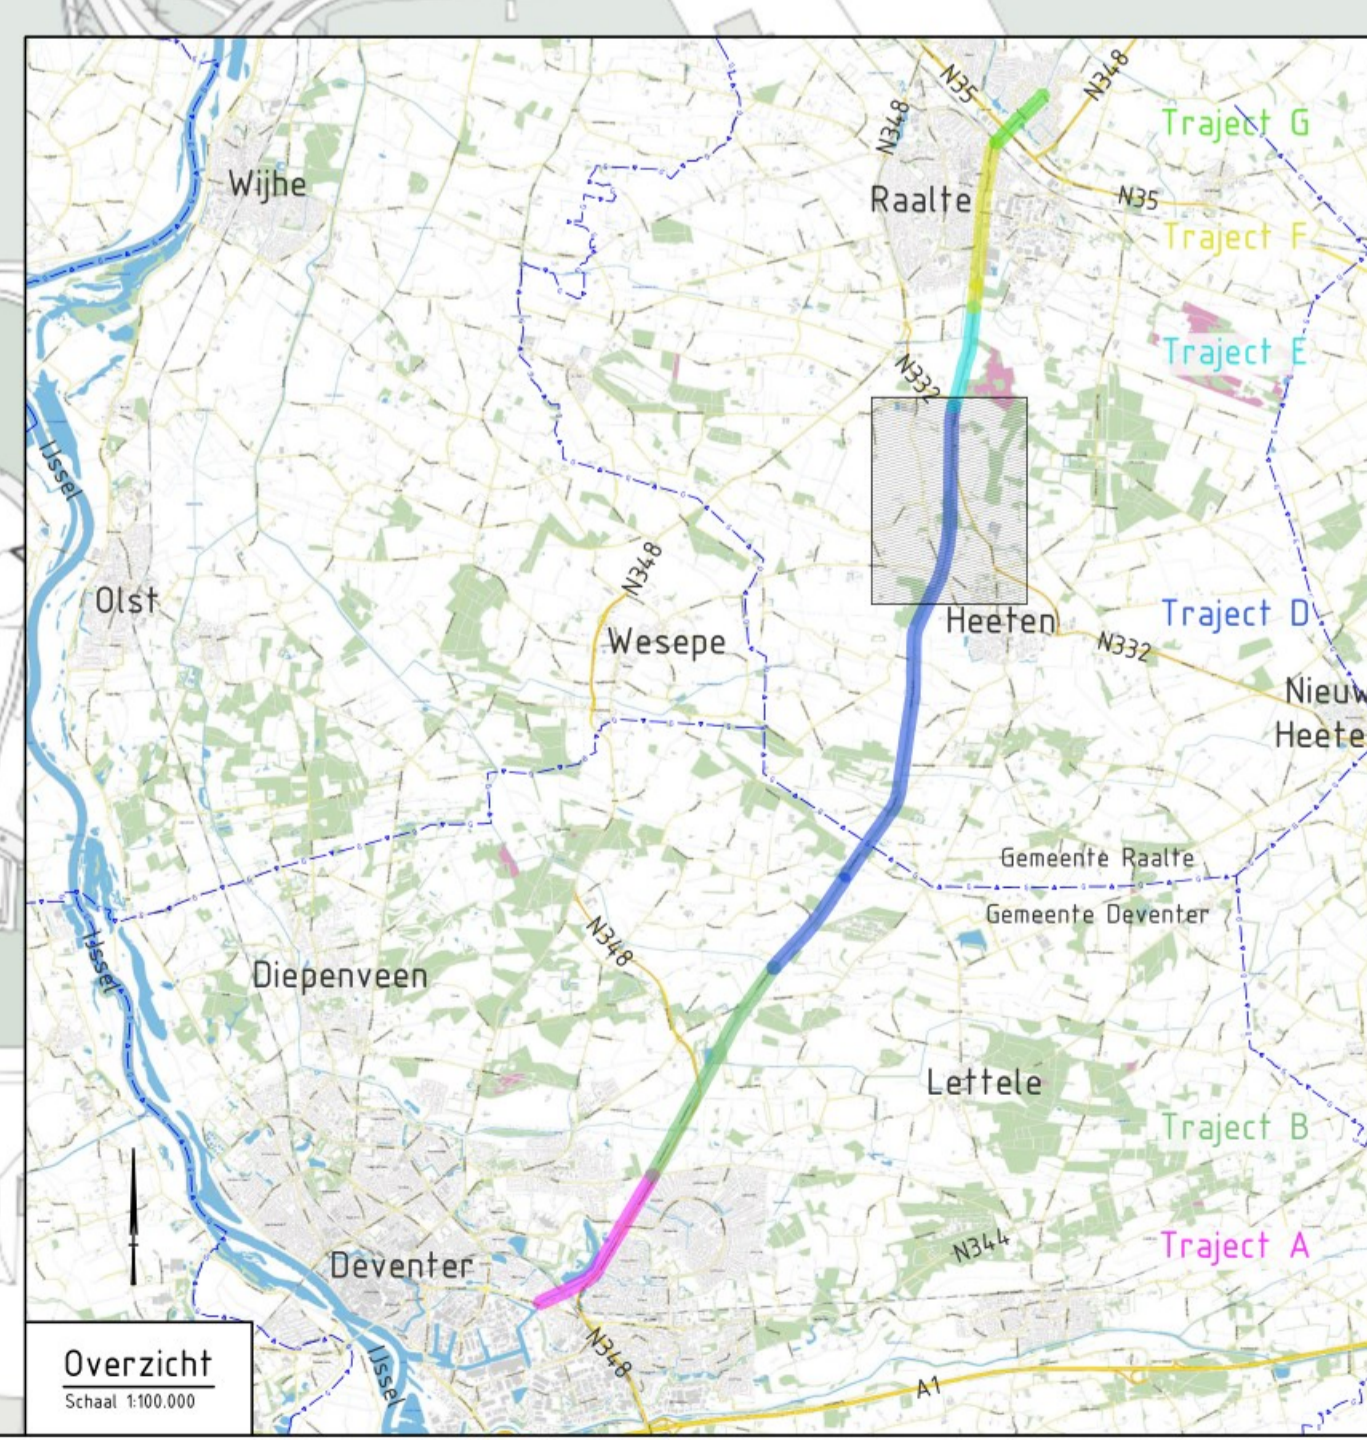 N35
N348
N348
Traject G
Wijhe
Raalte
N35
Traject F
Traject E
N332
IJssel
N348
Olst
Wesepe
Heeten
Traject D
N332
Nieuw
Heete
Gemeente Raalte
Gemeente Deventer
N348
IJssel
Diepenveen
Lettele
Traject B
N344
Traject A
Deventer
N348
IJssel
A1
Overzicht
Schaal 1:100.000